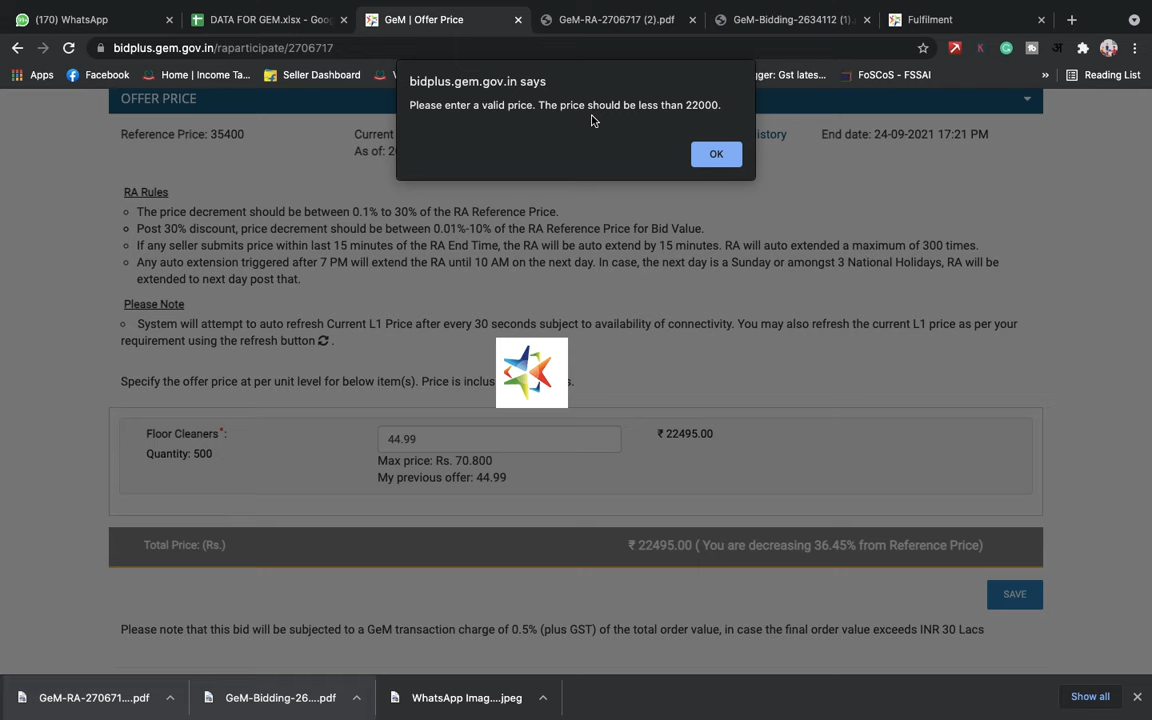 (170) WhatsApp
DATA FOR GEM.xlsx - Goog
GeM | Offer Price
GeM-RA-2706717 (2).pdf
GeM-Bidding-2634112 (1).
Fulfilment
bidplus.gem.gov.in/raparticipate/2706717
Apps
Facebook
Home | Income Ta...
Seller Dashboard
gger: Gst lates...
FoSCoS - FSSAI
»
Reading List
bidplus.gem.gov.in says
Please enter a valid price. The price should be less than 22000.
OK
OFFER PRICE
Reference Price: 35400
Current
istory
End date: 24-09-2021 17:21 PM
As of: 2
RA Rules
The price decrement should be between 0.1% to 30% of the RA Reference Price.
Post 30% discount, price decrement should be between 0.01%-10% of the RA Reference Price for Bid Value.
If any seller submits price within last 15 minutes of the RA End Time, the RA will be auto extend by 15 minutes. RA will auto extended a maximum of 300 times.
Any auto extension triggered after 7 PM will extend the RA until 10 AM on the next day. In case, the next day is a Sunday or amongst 3 National Holidays, RA will be
extended to next day post that.
Please Note
System will attempt to auto refresh Current L1 Price after every 30 seconds subject to availability of connectivity. You may also refresh the current L1 price as per your
requirement using the refresh button .
Specify the offer price at per unit level for below item(s). Price is inclu s.
Floor Cleaners*:
44.99
₹ 22495.00
Quantity: 500
Max price: Rs. 70.800
My previous offer: 44.99
Total Price: (Rs.)
₹ 22495.00 ( You are decreasing 36.45% from Reference Price)
SAVE
Please note that this bid will be subjected to a GeM transaction charge of 0.5% (plus GST) of the total order value, in case the final order value exceeds INR 30 Lacs
GeM-RA-270671....pdf
GeM-Bidding-26....pdf
WhatsApp Imag....jpeg
Show all